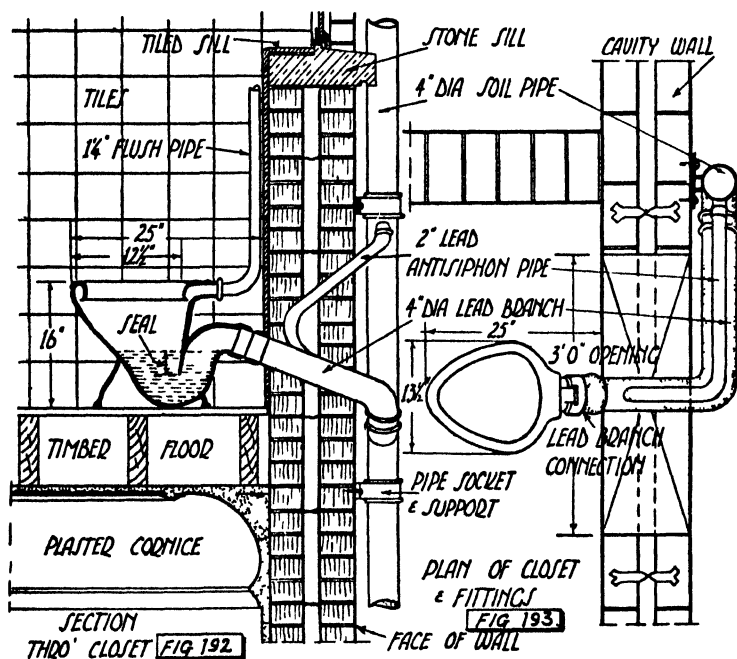 TILED SILL
STONE SILL
CAVITY WALL
TILES
4" DIA SOIL PIPE
1¼" FLUSH PIPE
25"
12½"
2" LEAD
ANTISIPHON PIPE
4" DIA LEAD BRANCH
16"
SEAL
25"
3'0" OPENING
13½"
LEAD BRANCH
CONNECTION
TIMBER FLOOR
PIPE SOCKET
& SUPPORT
PLASTER CORNICE
PLAN OF CLOSET
& FITTINGS
FIG 193.
SECTION
THRO' CLOSET FIG 192
FACE OF WALL